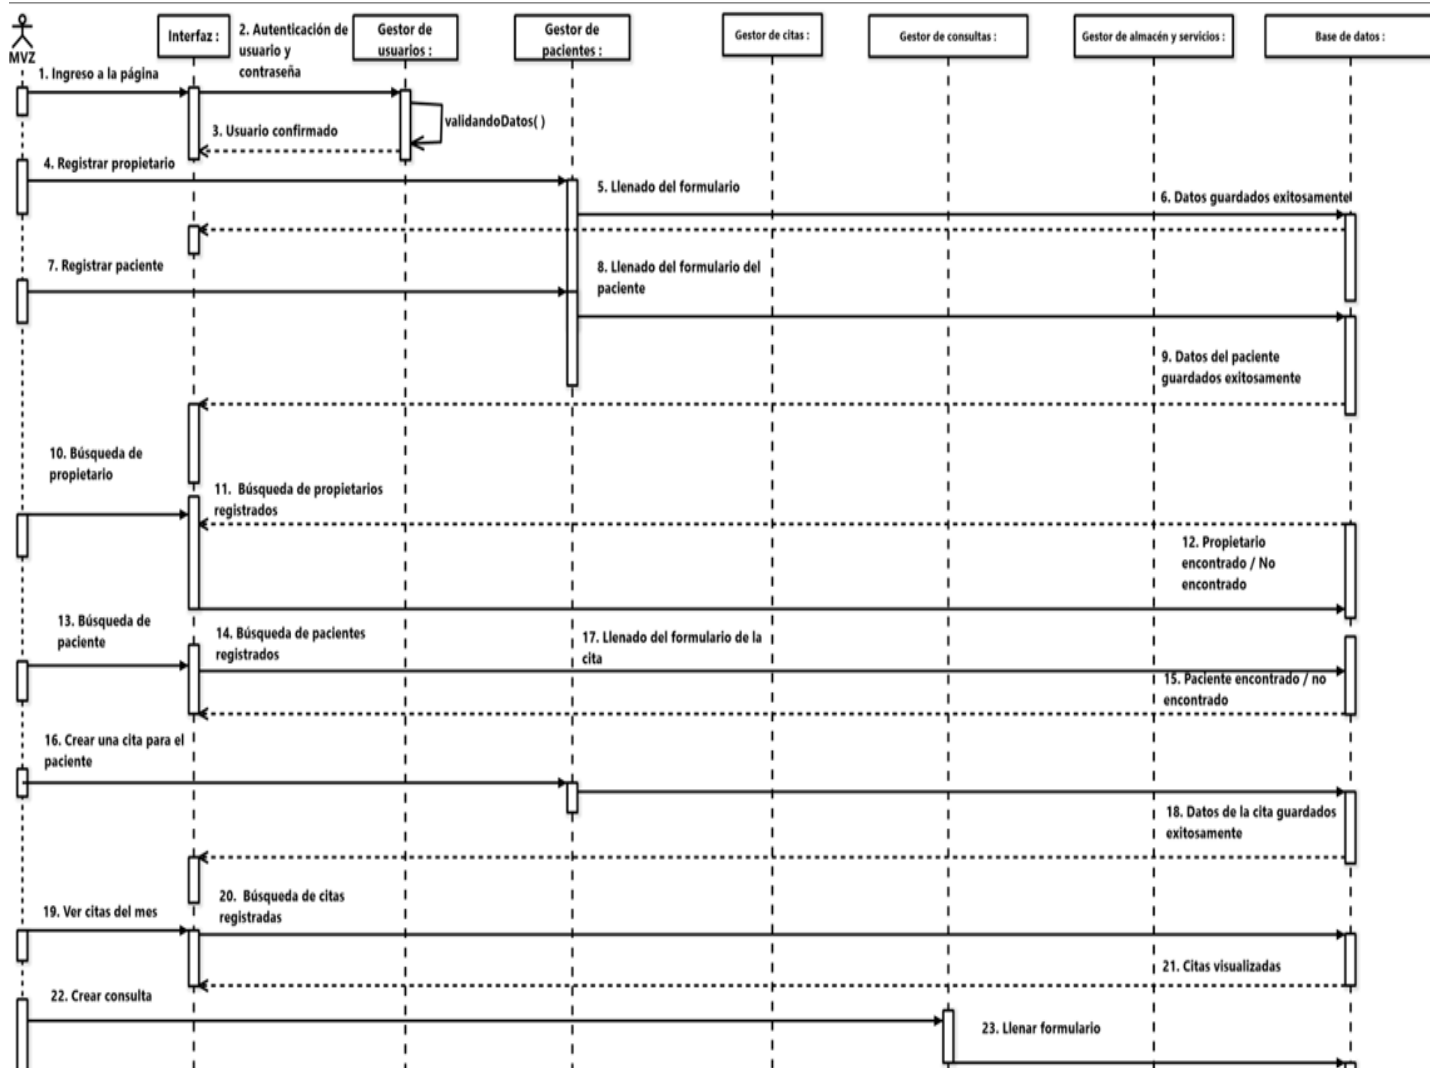 MVZ
Interfaz :
Gestor de
usuarios :
Gestor de
pacientes :
Gestor de citas :
Gestor de consultas :
Gestor de almacén y servicios :
Base de datos :
1. Ingreso a la página
2. Autenticación de
usuario y
contraseña
validandoDatos( )
3. Usuario confirmado
4. Registrar propietario
5. Llenado del formulario
6. Datos guardados exitosamente
7. Registrar paciente
8. Llenado del formulario del
paciente
9. Datos del paciente
guardados exitosamente
10. Búsqueda de
propietario
11. Búsqueda de propietarios
registrados
12. Propietario
encontrado / No
encontrado
13. Búsqueda de
paciente
14. Búsqueda de pacientes
registrados
17. Llenado del formulario de la
cita
15. Paciente encontrado / no
encontrado
16. Crear una cita para el
paciente
18. Datos de la cita guardados
exitosamente
19. Ver citas del mes
20. Búsqueda de citas
registradas
21. Citas visualizadas
22. Crear consulta
23. Llenar formulario